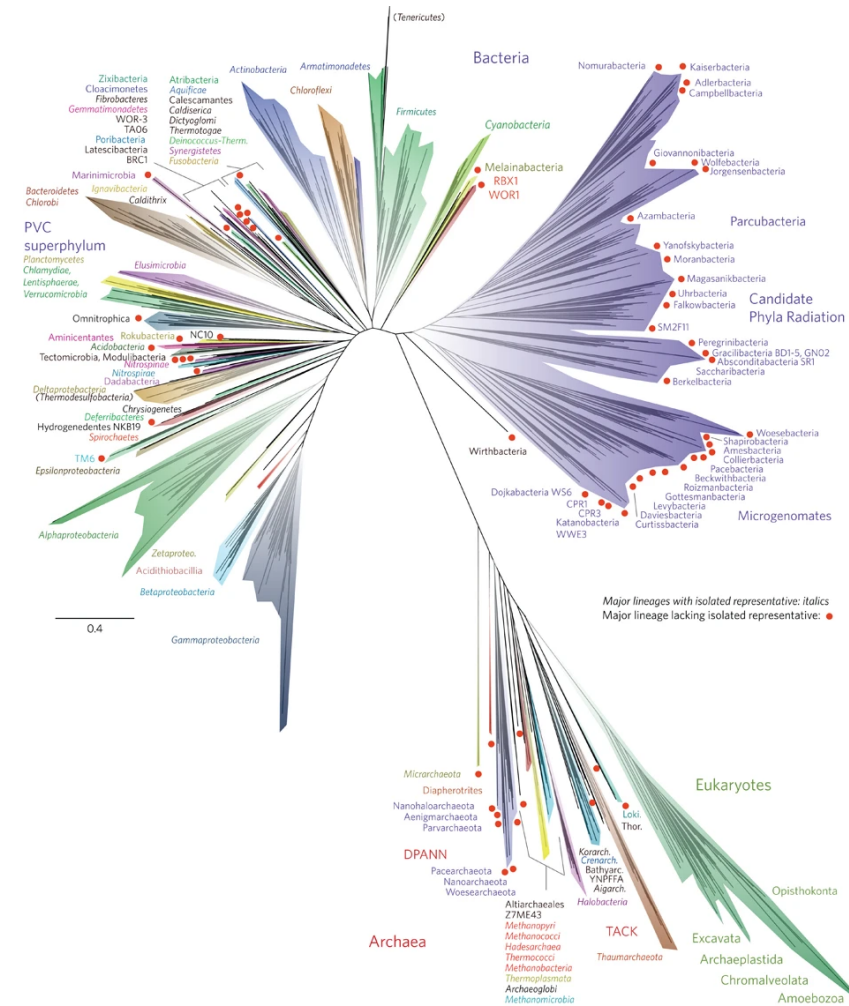 (Tenericutes)
Bacteria
Zixibacteria
Cloacimonetes
Fibrobacteres
Gemmatimonadetes
WOR-3
TA06
Poribacteria
Latescibacteria
BRC1
Marinimicrobia
Atribacteria
Aquificae
Calescamantes
Caldiserica
Dictyoglomi
Thermotogae
Deinococcus-Therm.
Synergistetes
Fusobacteria
Actinobacteria
Armatimonadetes
Chloroflexi
Firmicutes
Cyanobacteria
Melainabacteria
RBX1
WOR1
Bacteroidetes
Chlorobi
Ignavibacteria
Caldithrix
PVC
superphylum
Planctomycetes
Chlamydiae,
Lentisphaerae,
Verrucomicrobia
Elusimicrobia
Omnitrophica
Aminicentantes
Rokubacteria
NC10
Acidobacteria
Tectomicrobia, Modulibacteria
Nitrospinae
Nitrospirae
Dadabacteria
Deltaproteobacteria
(Thermodesulfobacteria)
Chrysiogenetes
Deferribacteres
Hydrogenedentes NKB19
Spirochaetes
TM6
Epsilonproteobacteria
Alphaproteobacteria
Zetaproteo.
Acidithiobacillia
Betaproteobacteria
Gammaproteobacteria
0.4
Nomurabacteria
Kaiserbacteria
Adlerbacteria
Campbellbacteria
Giovannonibacteria
Wolfebacteria
Jorgensenbacteria
Azambacteria
Parcubacteria
Yanofskybacteria
Moranbacteria
Magasanikbacteria
Uhrbacteria
Falkowbacteria
Candidate
Phyla Radiation
SM2F11
Peregrinibacteria
Gracilibacteria BD1-5, GN02
Absconditabacteria SR1
Saccharibacteria
Berkelbacteria
Woesebacteria
Shapirobacteria
Amesbacteria
Collierbacteria
Pacebacteria
Beckwithbacteria
Roizmanbacteria
Gottesmanbacteria
Levybacteria
Daviesbacteria
Curtissbacteria
Microgenomates
Wirthbacteria
Dojkabacteria WS6
CPR1
CPR3
Katanobacteria
WWE3
Major lineages with isolated representative: italics
Major lineage lacking isolated representative:
Micrarchaeota
Diapherotrites
Nanohaloarchaeota
Aenigmarchaeota
Parvarchaeota
DPANN
Pacearchaeota
Nanoarchaeota
Woesearchaeota
Archaea
Altiarchaeales
Z7ME43
Methanopyri
Methanococci
Hadesarchaea
Thermococci
Methanobacteria
Thermoplasmata
Archaeoglobi
Methanomicrobia
Halobacteria
Korarch.
Crenarch.
Bathyarc.
YNPFFA
Aigarch.
TACK
Thaumarchaeota
Loki.
Thor.
Eukaryotes
Opisthokonta
Excavata
Archaeplastida
Chromalveolata
Amoebozoa